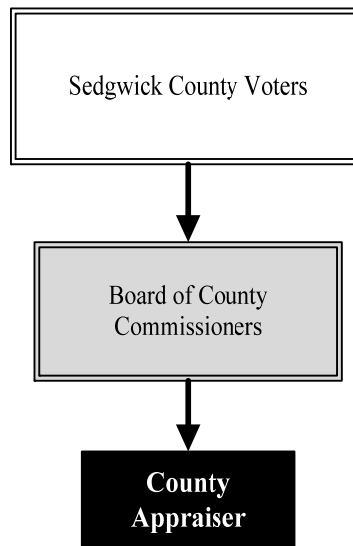 Sedgwick County Voters
Board of County
Commissioners
County
Appraiser